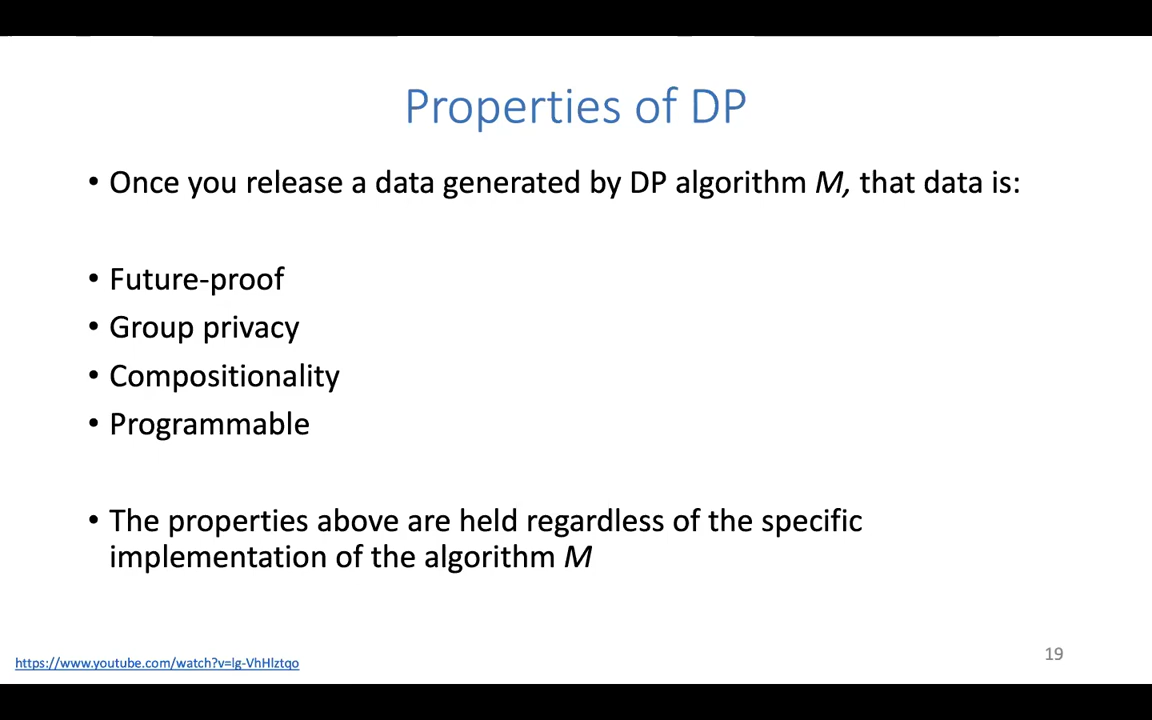 Properties of DP
• Once you release a data generated by DP algorithm M, that data is:
• Future-proof
• Group privacy
• Compositionality
• Programmable
• The properties above are held regardless of the specific
implementation of the algorithm M
https://www.youtube.com/watch?v=lg-VhHlztqo
19